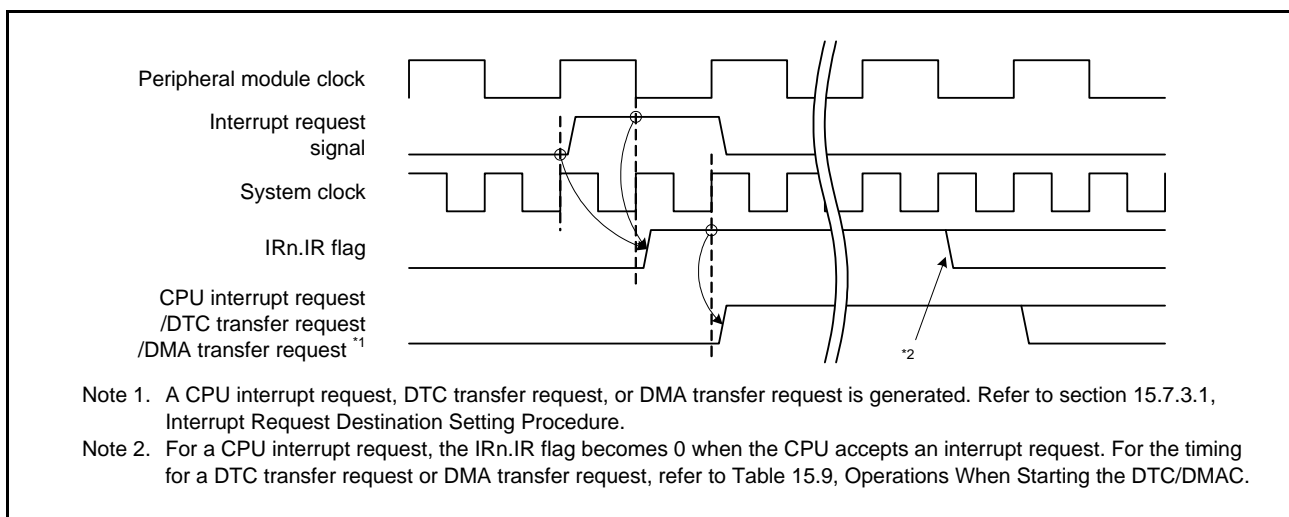 Peripheral module clock
Interrupt request
signal
System clock
IRn.IR flag
CPU interrupt request
/DTC transfer request
/DMA transfer request *1
*2
Note 1. A CPU interrupt request, DTC transfer request, or DMA transfer request is generated. Refer to section 15.7.3.1,
Interrupt Request Destination Setting Procedure.
Note 2. For a CPU interrupt request, the IRn.IR flag becomes 0 when the CPU accepts an interrupt request. For the timing
for a DTC transfer request or DMA transfer request, refer to Table 15.9, Operations When Starting the DTC/DMAC.